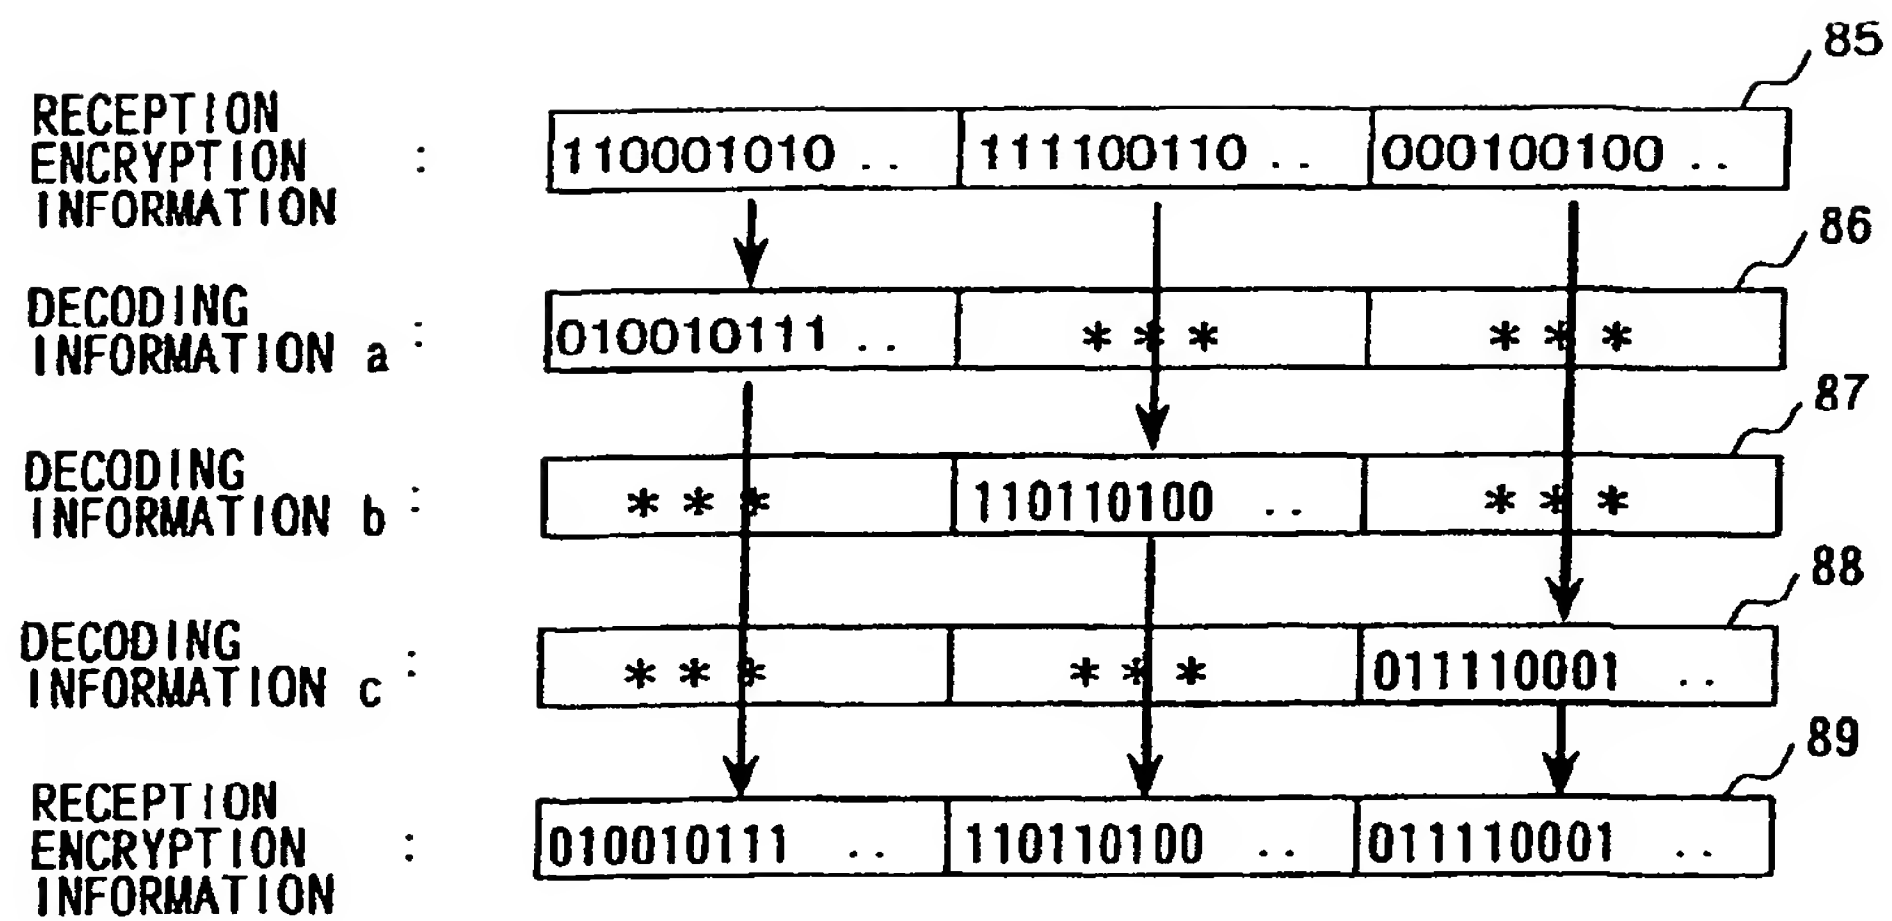 85
RECEPTION
ENCRYPTION : 110001010 .. 111100110 .. 000100100 ..
INFORMATION
86
DECODING
INFORMATION a : 010010111 .. * * * * * *
87
DECODING
INFORMATION b : * * * 110110100 .. * * *
88
DECODING
INFORMATION c : * * * * * * 011110001 ..
89
RECEPTION
ENCRYPTION : 010010111 .. 110110100 .. 011110001 ..
INFORMATION